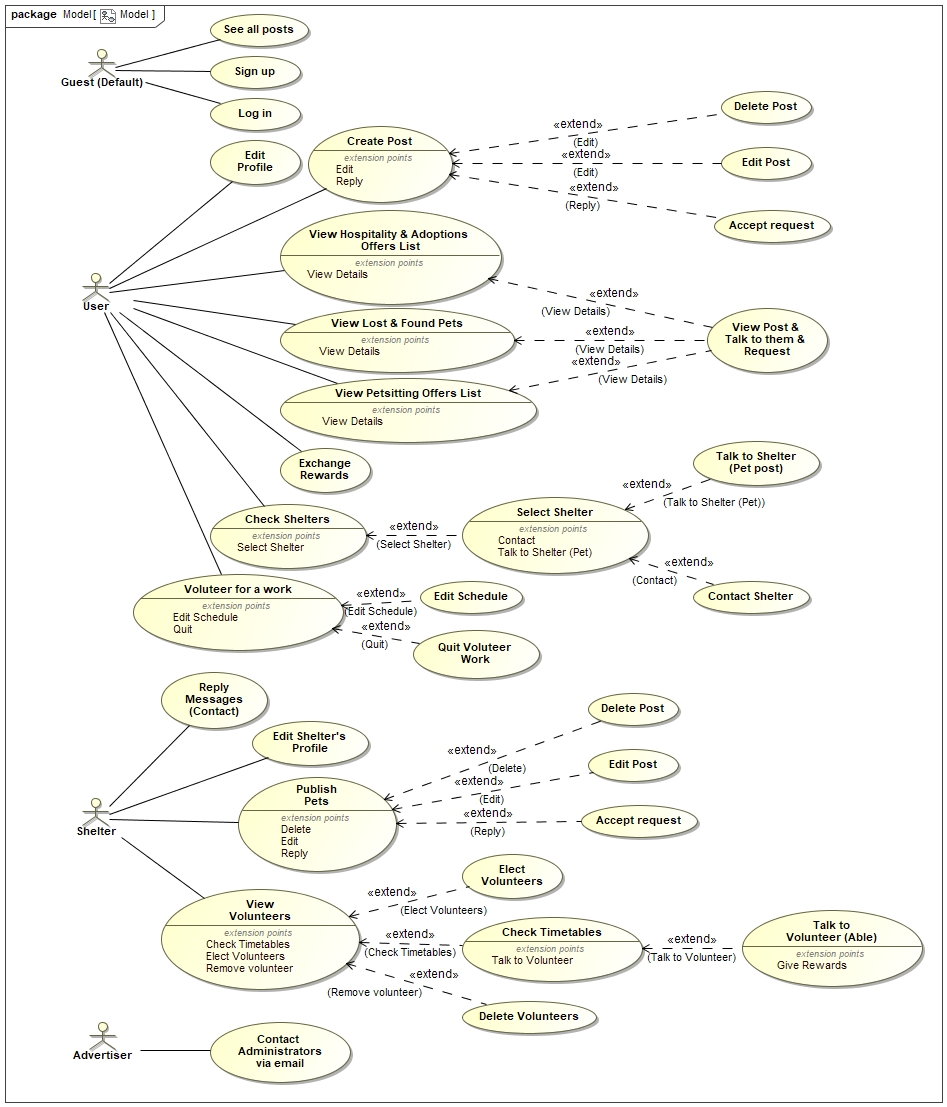 package Model [ Model ]
See all posts
Guest (Default)
Sign up
Log in
Edit
Profile
Create Post
extension points
Edit
Reply
«extend»
(Edit)
«extend»
(Edit)
«extend»
(Reply)
Delete Post
Edit Post
Accept request
View Hospitality & Adoptions
Offers List
extension points
View Details
User
View Lost & Found Pets
extension points
View Details
View Petsitting Offers List
extension points
View Details
«extend»
(View Details)
«extend»
(View Details)
«extend»
(View Details)
View Post &
Talk to them &
Request
Exchange
Rewards
Check Shelters
extension points
Select Shelter
«extend»
(Select Shelter)
Select Shelter
extension points
Contact
Talk to Shelter (Pet)
«extend»
(Talk to Shelter (Pet))
Talk to Shelter
(Pet post)
«extend»
(Contact)
Contact Shelter
Voluteer for a work
extension points
Edit Schedule
Quit
«extend»
(Edit Schedule)
«extend»
(Quit)
Edit Schedule
Quit Voluteer
Work
Reply
Messages
(Contact)
Edit Shelter's
Profile
Shelter
Publish
Pets
extension points
Delete
Edit
Reply
«extend»
(Delete)
«extend»
(Edit)
«extend»
(Reply)
Delete Post
Edit Post
Accept request
View
Volunteers
extension points
Check Timetables
Elect Volunteers
Remove volunteer
«extend»
(Elect Volunteers)
«extend»
(Check Timetables)
«extend»
(Remove volunteer)
Elect
Volunteers
Check Timetables
extension points
Talk to Volunteer
Delete Volunteers
«extend»
(Talk to Volunteer)
Talk to
Volunteer (Able)
extension points
Give Rewards
Advertiser
Contact
Administrators
via email